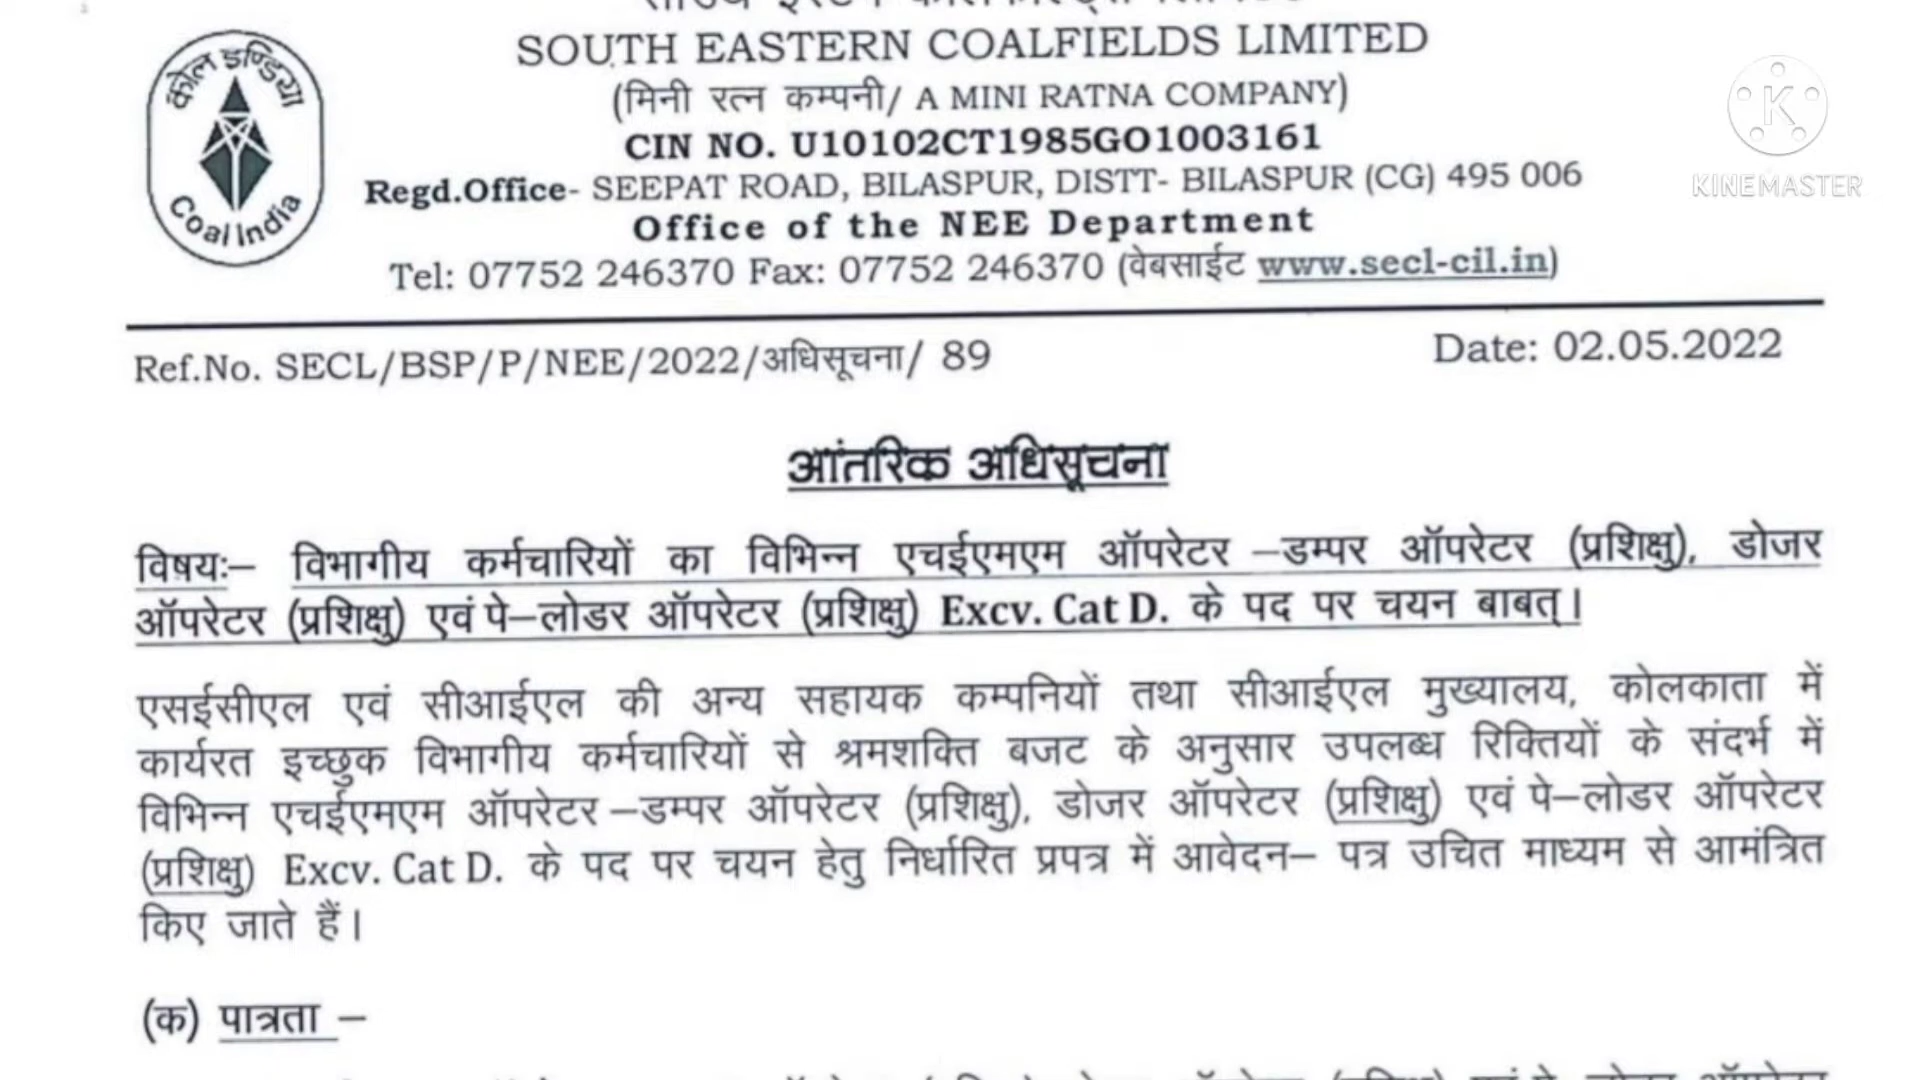 SOUTH EASTERN COALFIELDS LIMITED
(मिनी रत्न कम्पनी/ A MINI RATNA COMPANY)
CIN NO. U10102CT1985GO1003161
Regd.Office- SEEPAT ROAD, BILASPUR, DISTT- BILASPUR (CG) 495 006
Office of the NEE Department
Tel: 07752 246370 Fax: 07752 246370 (वेबसाईट www.secl-cil.in)
कोल इण्डिया
Coal India
K
KINEMASTER
Ref.No. SECL/BSP/P/NEE/2022/अधिसूचना/ 89
Date: 02.05.2022
आंतरिक अधिसूचना
विषयः– विभागीय कर्मचारियों का विभिन्न एचईएमएम ऑपरेटर –डम्पर ऑपरेटर (प्रशिक्षु), डोजर
ऑपरेटर (प्रशिक्षु) एवं पे–लोडर ऑपरेटर (प्रशिक्षु) Excv. Cat D. के पद पर चयन बाबत्।
एसईसीएल एवं सीआईएल की अन्य सहायक कम्पनियों तथा सीआईएल मुख्यालय, कोलकाता में
कार्यरत इच्छुक विभागीय कर्मचारियों से श्रमशक्ति बजट के अनुसार उपलब्ध रिक्तियों के संदर्भ में
विभिन्न एचईएमएम ऑपरेटर –डम्पर ऑपरेटर (प्रशिक्षु), डोजर ऑपरेटर (प्रशिक्षु) एवं पे–लोडर ऑपरेटर
(प्रशिक्षु) Excv. Cat D. के पद पर चयन हेतु निर्धारित प्रपत्र में आवेदन– पत्र उचित माध्यम से आमंत्रित
किए जाते हैं।
(क) पात्रता –